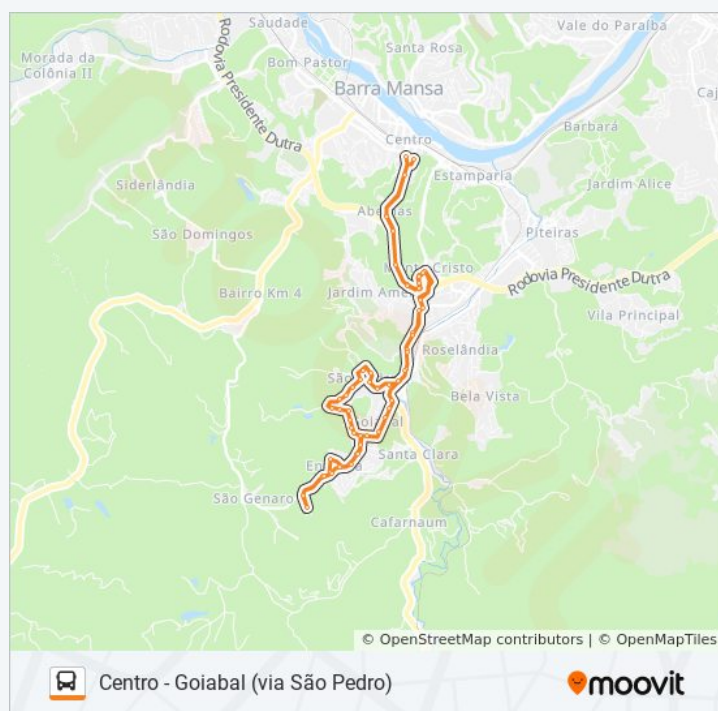 Saudade
Vale do Paraíba
Santa Rosa
Morada da
Colônia II
Bom Pastor
Rodovia Presidente Dutra
Barra Mansa
Caj
Barbará
Centro
Estamparia
Jardim Alice
Siderlândia
Piteiras
São Domingos
Rodovia Presidente Dutra
Bairro Km 4
Jardim Ame
Vila Principal
Roselândia
São
Bela Vista
Santa Clara
São Genaro
Cafarnaum
© OpenStreetMap contributors | © OpenMapTiles
Centro - Goiabal (via São Pedro)
moovit